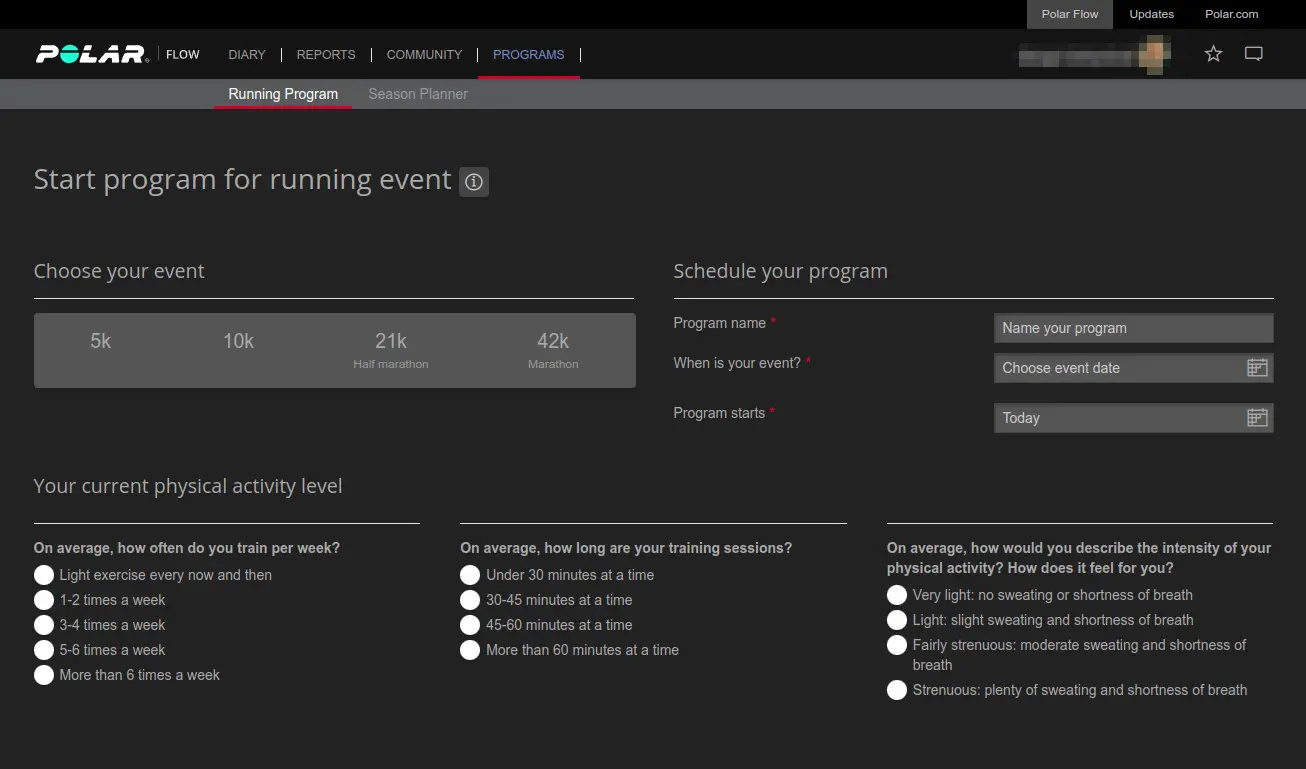 Polar Flow Updates Polar.com
POLAR FLOW DIARY REPORTS COMMUNITY PROGRAMS
Running Program Season Planner
Start program for running event
Choose your event
5k 10k 21k 42k
Half marathon Marathon
Schedule your program
Program name * Name your program
When is your event? * Choose event date
Program starts * Today
Your current physical activity level
On average, how often do you train per week?
Light exercise every now and then
1-2 times a week
3-4 times a week
5-6 times a week
More than 6 times a week
On average, how long are your training sessions?
Under 30 minutes at a time
30-45 minutes at a time
45-60 minutes at a time
More than 60 minutes at a time
On average, how would you describe the intensity of your
physical activity? How does it feel for you?
Very light: no sweating or shortness of breath
Light: slight sweating and shortness of breath
Fairly strenuous: moderate sweating and shortness of
breath
Strenuous: plenty of sweating and shortness of breath